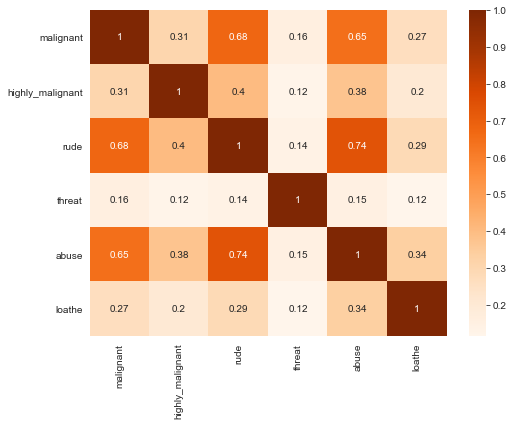 malignant 1 0.31 0.68 0.16 0.65 0.27
highly_malignant 0.31 1 0.4 0.12 0.38 0.2
rude 0.68 0.4 1 0.14 0.74 0.29
threat 0.16 0.12 0.14 1 0.15 0.12
abuse 0.65 0.38 0.74 0.15 1 0.34
loathe 0.27 0.2 0.29 0.12 0.34 1
malignant highly_malignant rude threat abuse loathe
1.0
0.9
0.8
0.7
0.6
0.5
0.4
0.3
0.2